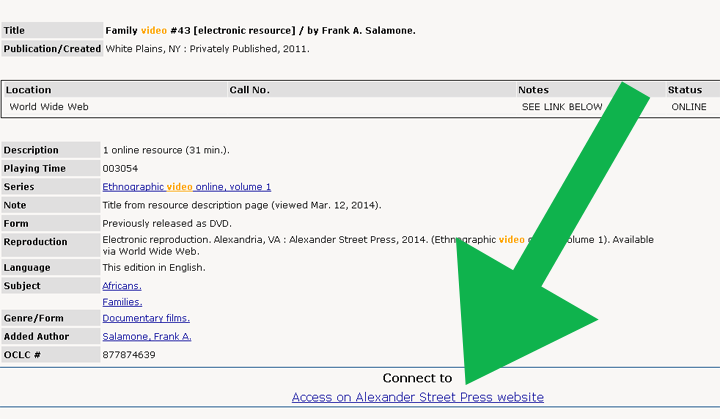 Title Family video #43 [electronic resource] / by Frank A. Salamone.
Publication/Created White Plains, NY : Privately Published, 2011.
Location Call No. Notes Status
World Wide Web SEE LINK BELOW ONLINE
Description 1 online resource (31 min.).
Playing Time 003054
Series Ethnographic video online, volume 1
Note Title from resource description page (viewed Mar. 12, 2014).
Form Previously released as DVD.
Reproduction Electronic reproduction. Alexandria, VA : Alexander Street Press, 2014. (Ethnographic video volume 1). Available
via World Wide Web.
Language This edition in English.
Subject Africans.
Families.
Genre/Form Documentary films.
Added Author Salamone, Frank A.
OCLC # 877874639
Connect to
Access on Alexander Street Press website